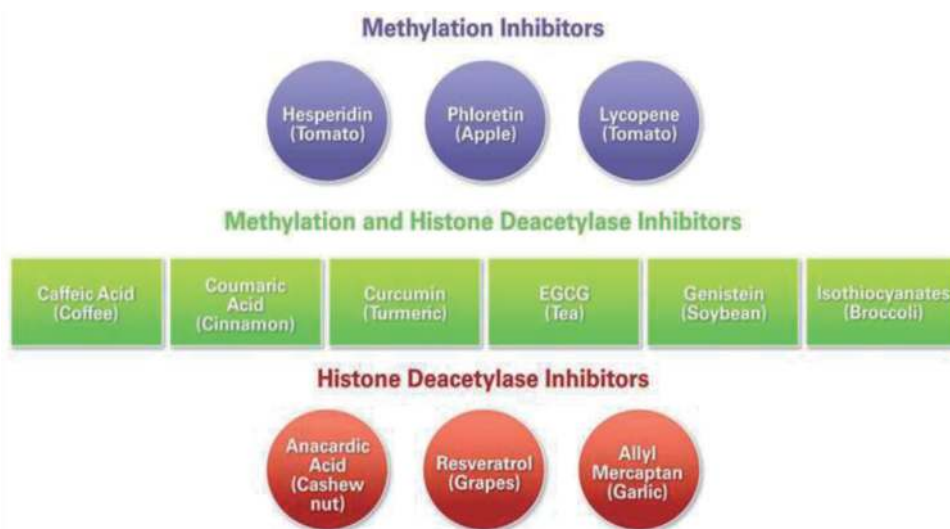 Methylation Inhibitors
Hesperidin
(Tomato)
Phloretin
(Apple)
Lycopene
(Tomato)
Methylation and Histone Deacetylase Inhibitors
Caffeic Acid
(Coffee)
Coumaric
Acid
(Cinnamon)
Curcumin
(Turmeric)
EGCG
(Tea)
Genistein
(Soybean)
Isothiocyanates
(Broccoli)
Histone Deacetylase Inhibitors
Anacardic
Acid
(Cashew
nut)
Resveratrol
(Grapes)
Allyl
Mercaptan
(Garlic)